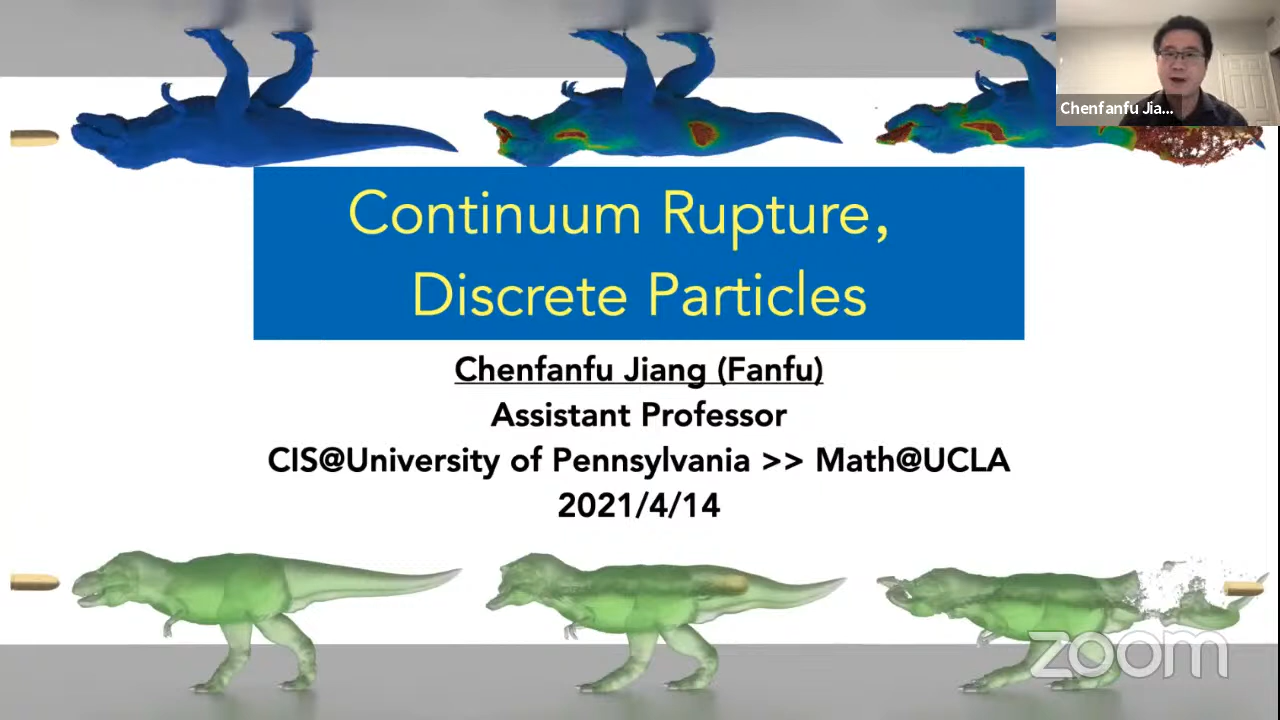 Chenfanfu Jia...
Continuum Rupture,
Discrete Particles
Chenfanfu Jiang (Fanfu)
Assistant Professor
CIS@University of Pennsylvania >> Math@UCLA
2021/4/14
zoom